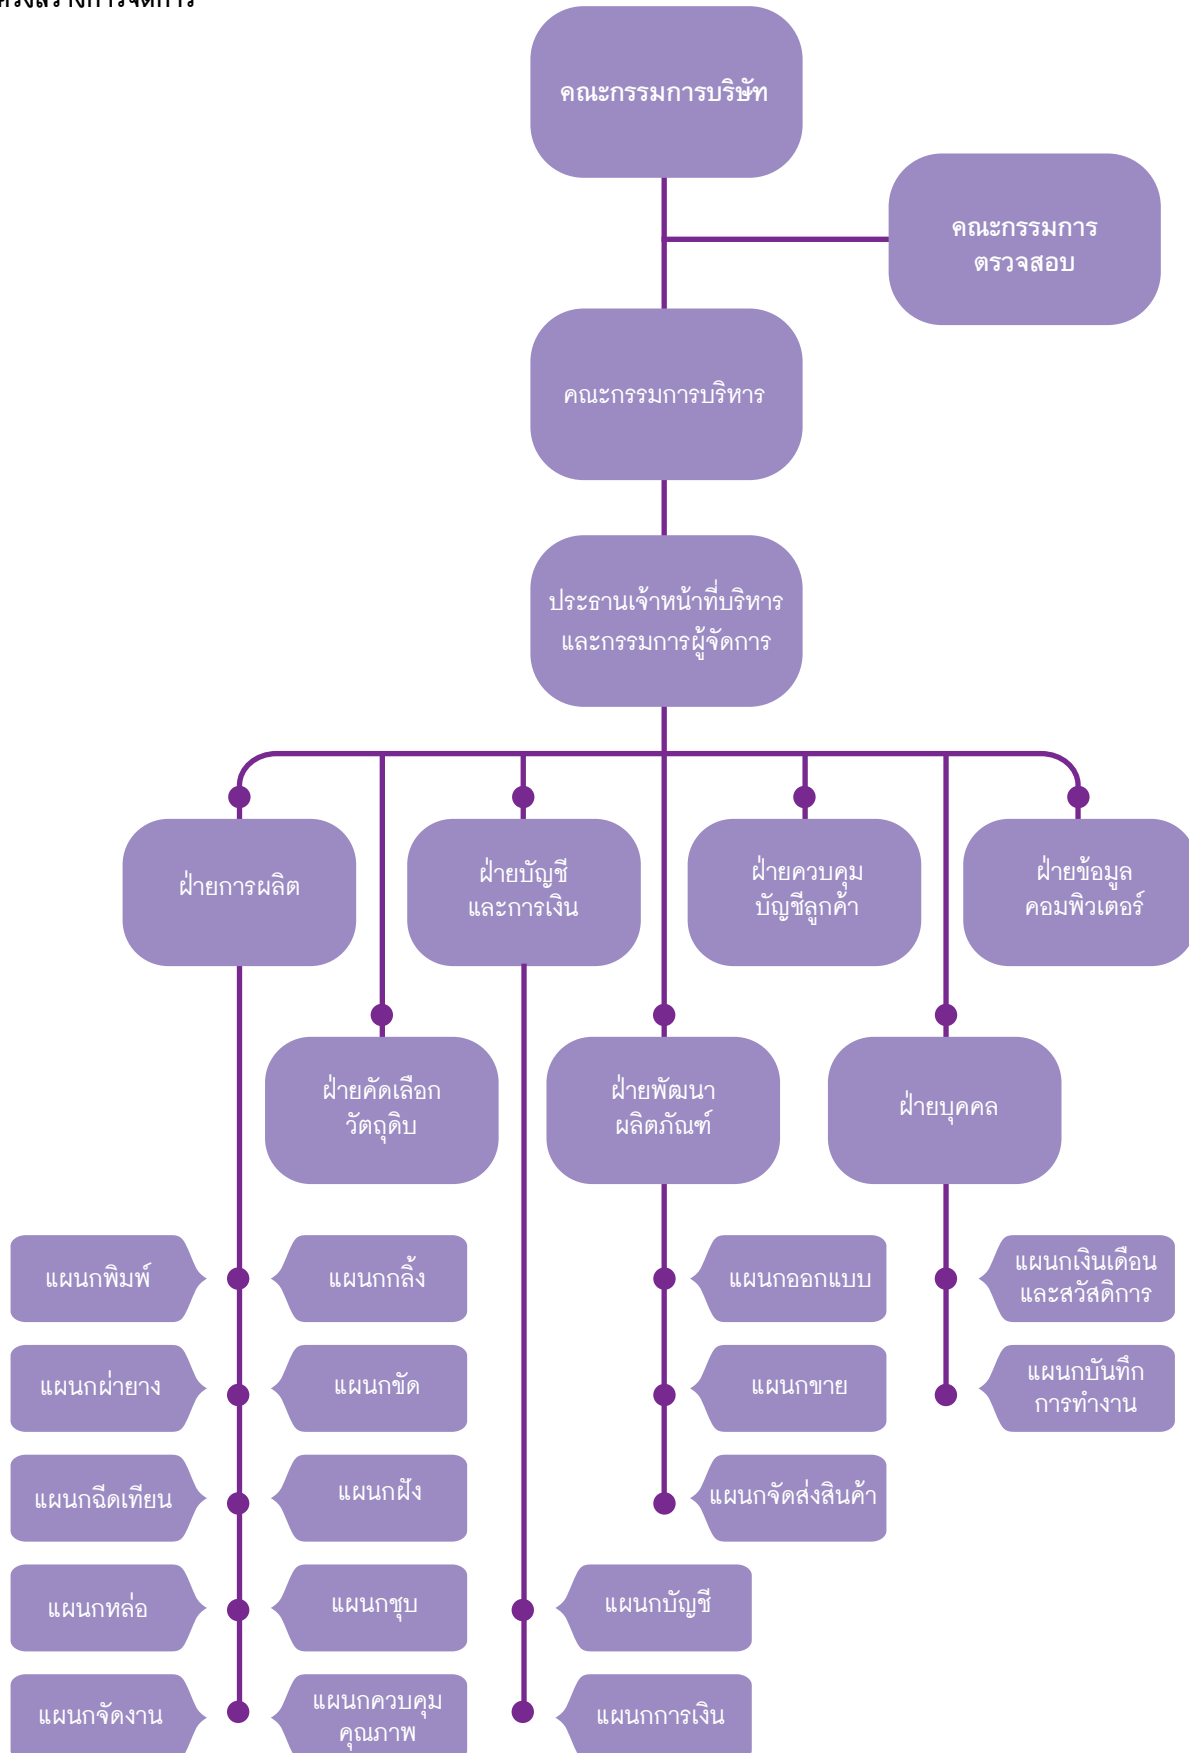 โครงสร้างการจัดการ
คณะกรรมการบริษัท
คณะกรรมการ
ตรวจสอบ
คณะกรรมการบริหาร
ประธานเจ้าหน้าที่บริหาร
และกรรมการผู้จัดการ
ฝ่ายการผลิต
ฝ่ายบัญชี
และการเงิน
ฝ่ายควบคุม
บัญชีลูกค้า
ฝ่ายข้อมูล
คอมพิวเตอร์
ฝ่ายคัดเลือก
วัตถุดิบ
ฝ่ายพัฒนา
ผลิตภัณฑ์
ฝ่ายบุคคล
แผนกพิมพ์
แผนกกลิ้ง
แผนกออกแบบ
แผนกเงินเดือน
และสวัสดิการ
แผนกผ่ายาง
แผนกขัด
แผนกขาย
แผนกบันทึก
การทำงาน
แผนกฉีดเทียน
แผนกฝัง
แผนกจัดส่งสินค้า
แผนกหล่อ
แผนกชุบ
แผนกบัญชี
แผนกจัดงาน
แผนกควบคุม
คุณภาพ
แผนกการเงิน